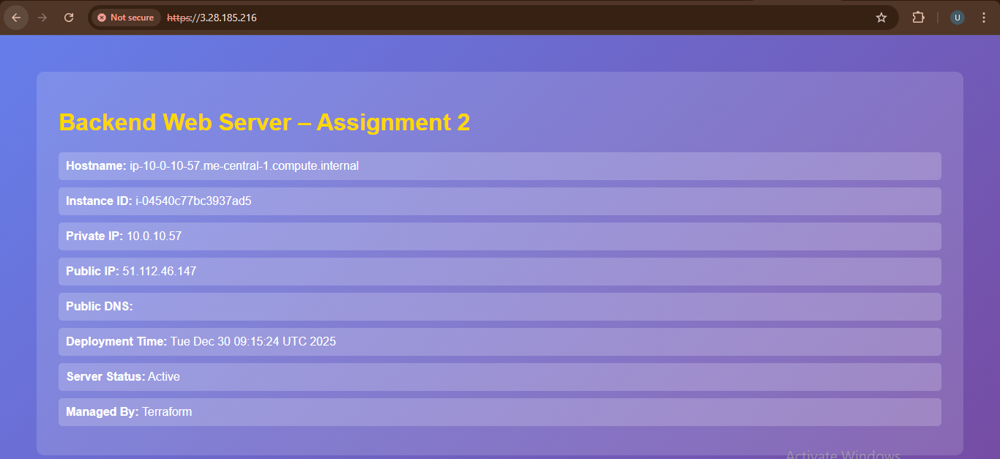 Not secure https://3.28.185.216 U
Backend Web Server – Assignment 2
Hostname: ip-10-0-10-57.me-central-1.compute.internal
Instance ID: i-04540c77bc3937ad5
Private IP: 10.0.10.57
Public IP: 51.112.46.147
Public DNS:
Deployment Time: Tue Dec 30 09:15:24 UTC 2025
Server Status: Active
Managed By: Terraform
Activate Windows